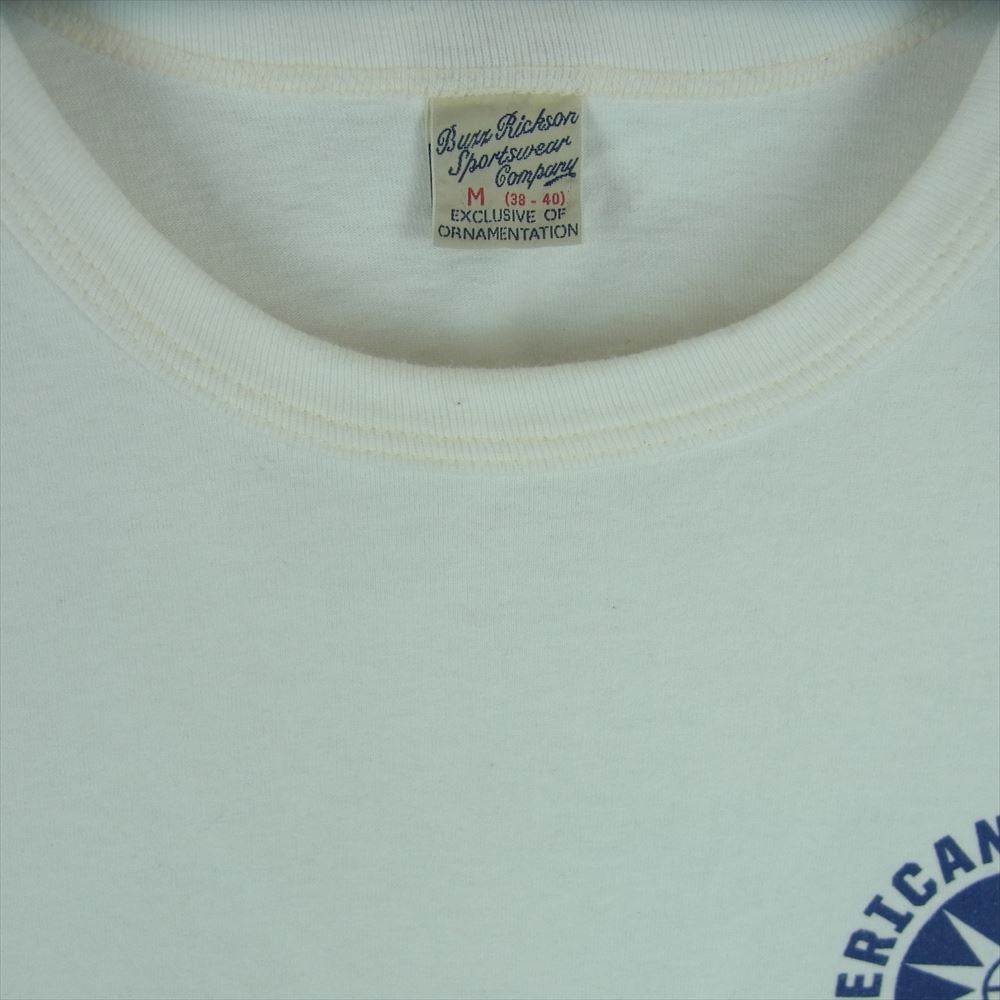 Buzz Rickson
Sportswear
Company
M (38 - 40)
EXCLUSIVE OF
ORNAMENTATION
ERICAN